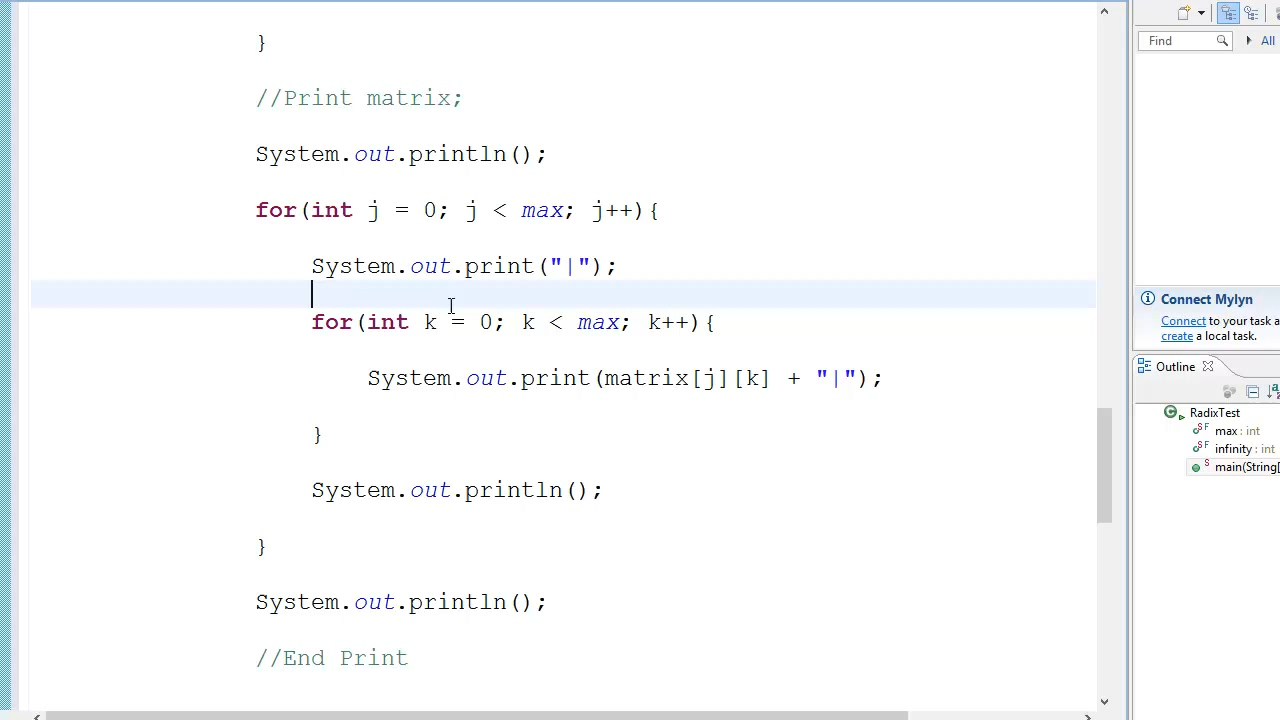 }
//Print matrix;
System.out.println();
for(int j = 0; j < max; j++){
System.out.print("|");
for(int k = 0; k < max; k++){
System.out.print(matrix[j][k] + "|");
}
System.out.println();
}
System.out.println();
//End Print
Find
All
Connect Mylyn
Connect to your task a
create a local task.
Outline
RadixTest
max : int
infinity : int
main(String[